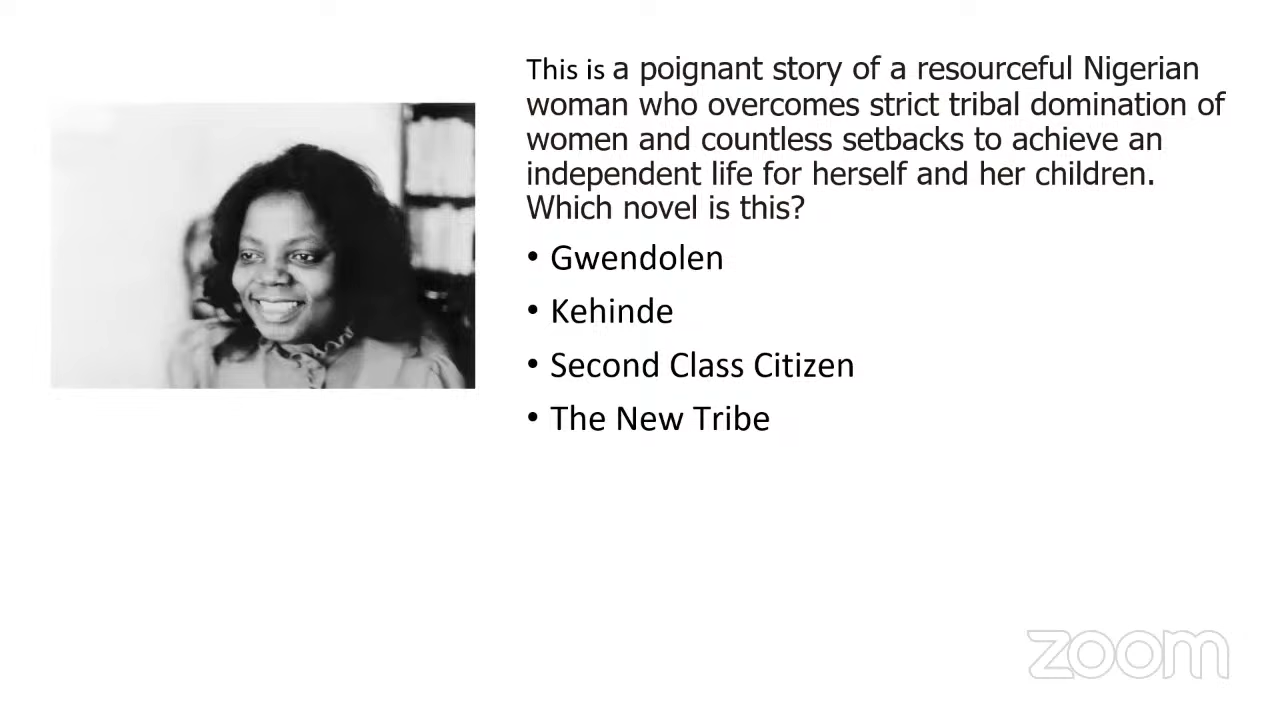 This is a poignant story of a resourceful Nigerian
woman who overcomes strict tribal domination of
women and countless setbacks to achieve an
independent life for herself and her children.
Which novel is this?
• Gwendolen
• Kehinde
• Second Class Citizen
• The New Tribe
zoom